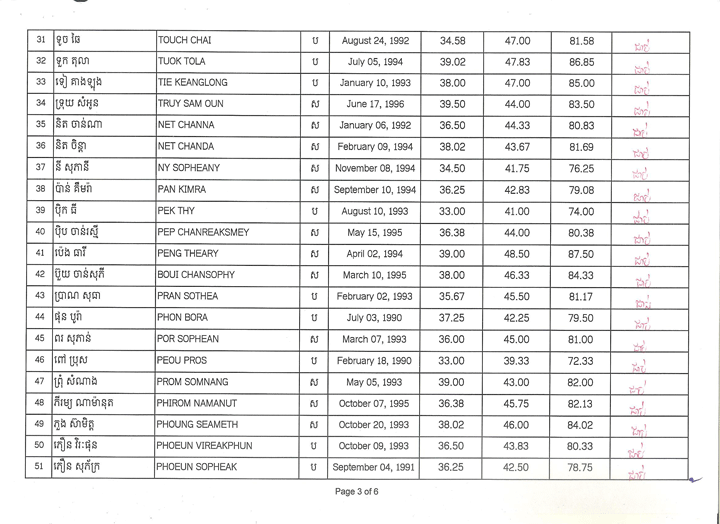 31 ទូច ឆៃ TOUCH CHAI ប August 24, 1992 34.58 47.00 81.58 ជាប់
32 ទួក តុលា TUOK TOLA ប July 05, 1994 39.02 47.83 86.85 ជាប់
33 ទៀ គាងឡុង TIE KEANGLONG ប January 10, 1993 38.00 47.00 85.00 ជាប់
34 ទ្រុយ សំអូន TRUY SAM OUN ស June 17, 1996 39.50 44.00 83.50 ជាប់
35 និត ចាន់ណា NET CHANNA ស January 06, 1992 36.50 44.33 80.83 ជាប់
36 និត ចិន្តា NET CHANDA ស February 09, 1994 38.02 43.67 81.69 ជាប់
37 នី សុភានី NY SOPHEANY ស November 08, 1994 34.50 41.75 76.25 ជាប់
38 ប៉ាន់ គឹមរ៉ា PAN KIMRA ស September 10, 1994 36.25 42.83 79.08 ជាប់
39 ប៉ិក ធី PEK THY ប August 10, 1993 33.00 41.00 74.00 ជាប់
40 ប៉ិប ចាន់រស្មី PEP CHANREAKSMEY ស May 15, 1995 36.38 44.00 80.38 ជាប់
41 ប៉េង ធារី PENG THEARY ស April 02, 1994 39.00 48.50 87.50 ជាប់
42 ប៊ួយ ចាន់សុភី BOUI CHANSOPHY ស March 10, 1995 38.00 46.33 84.33 ជាប់
43 ប្រាណ សុធា PRAN SOTHEA ប February 02, 1993 35.67 45.50 81.17 ជាប់
44 ផុន បូរ៉ា PHON BORA ប July 03, 1990 37.25 42.25 79.50 ជាប់
45 ពរ សុភាន់ POR SOPHEAN ស March 07, 1993 36.00 45.00 81.00 ជាប់
46 ពៅ ប្រុស PEOU PROS ប February 18, 1990 33.00 39.33 72.33 ជាប់
47 ព្រុំ សំណាង PROM SOMNANG ស May 05, 1993 39.00 43.00 82.00 ជាប់
48 ភីរម្យ ណាម៉ានុត PHIROM NAMANUT ស October 07, 1995 36.38 45.75 82.13 ជាប់
49 ភួង ស៊ាមិត្ត PHOUNG SEAMETH ស October 20, 1993 38.02 46.00 84.02 ជាប់
50 ភឿន វិរៈផុន PHOEUN VIREAKPHUN ប October 09, 1993 36.50 43.83 80.33 ជាប់
51 ភឿន សុភ័ក្រ PHOEUN SOPHEAK ប September 04, 1991 36.25 42.50 78.75 ជាប់
Page 3 of 6